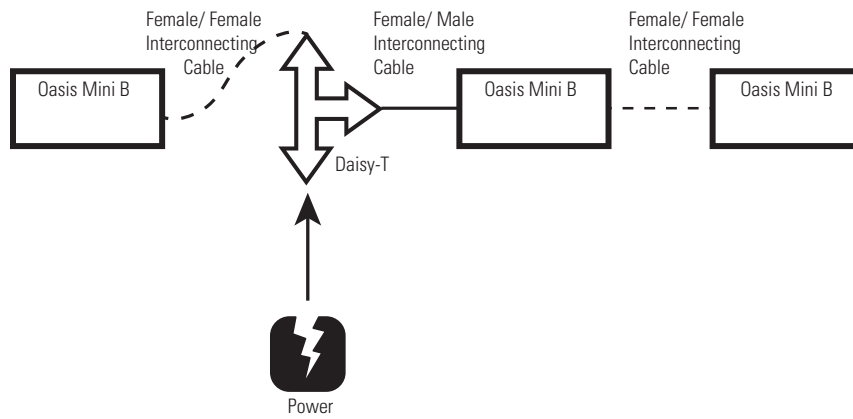 Female/ Female
Interconnecting
Cable
Female/ Male
Interconnecting
Cable
Female/ Female
Interconnecting
Cable
Oasis Mini B
Oasis Mini B
Oasis Mini B
Daisy-T
Power